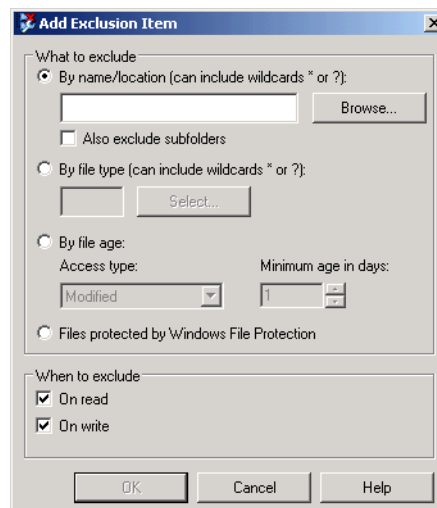 Add Exclusion Item
What to exclude
By name/location (can include wildcards * or ?):
Browse...
Also exclude subfolders
By file type (can include wildcards * or ?):
Select...
By file age:
Access type: Minimum age in days:
Modified 1
Files protected by Windows File Protection
When to exclude
On read
On write
OK Cancel Help